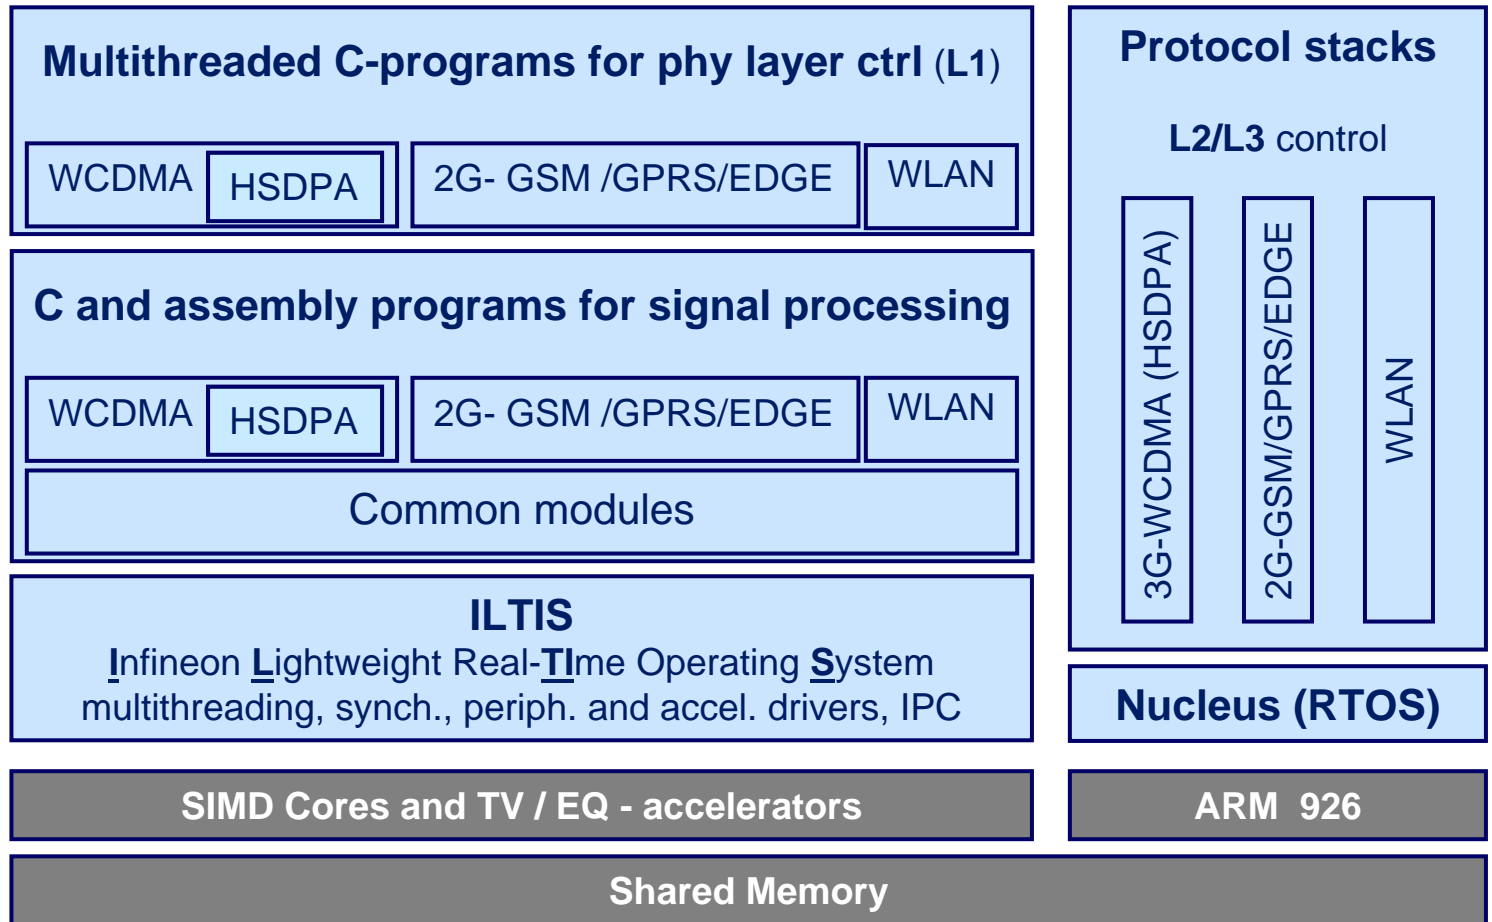 Multithreaded C-programs for phy layer ctrl (L1)
WCDMA
HSDPA
2G- GSM /GPRS/EDGE
WLAN
C and assembly programs for signal processing
WCDMA
HSDPA
2G- GSM /GPRS/EDGE
WLAN
Common modules
ILTIS
Infineon Lightweight Real-TIme Operating System
multithreading, synch., periph. and accel. drivers, IPC
SIMD Cores and TV / EQ - accelerators
Protocol stacks
L2/L3 control
3G-WCDMA (HSDPA)
2G-GSM/GPRS/EDGE
WLAN
Nucleus (RTOS)
ARM 926
Shared Memory